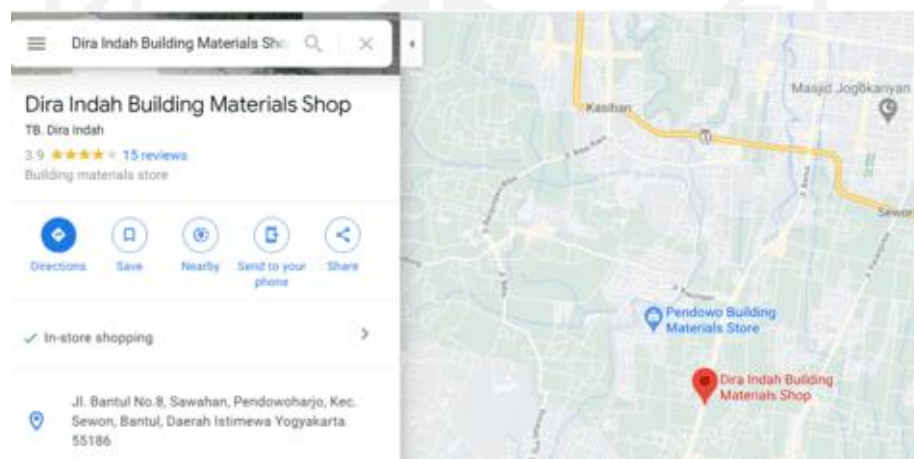 Dira Indah Building Materials Sho
Dira Indah Building Materials Shop
TB. Dira Indah
3.9 15 reviews
Building materials store
Directions
Save
Nearby
Send to your
phone
Share
In-store shopping
Jl. Bantul No.8, Sawahan, Pendowoharjo, Kec.
Sewon, Bantul, Daerah Istimewa Yogyakarta
55186
Kasihan
Masjid Jogokariyan
Jl. Bantul
Sewon
Pendowo Building
Materials Store
Dira Indah Building
Materials Shop